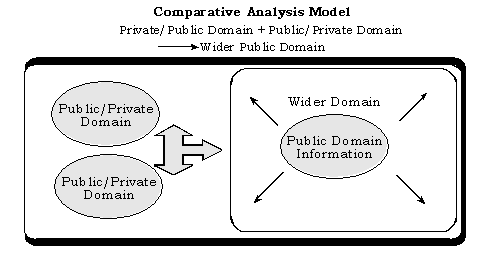 Comparative Analysis Model
Private/Public Domain + Public/Private Domain
Wider Public Domain
Public/Private
Domain
Public/Private
Domain
Wider Domain
Public Domain
Information